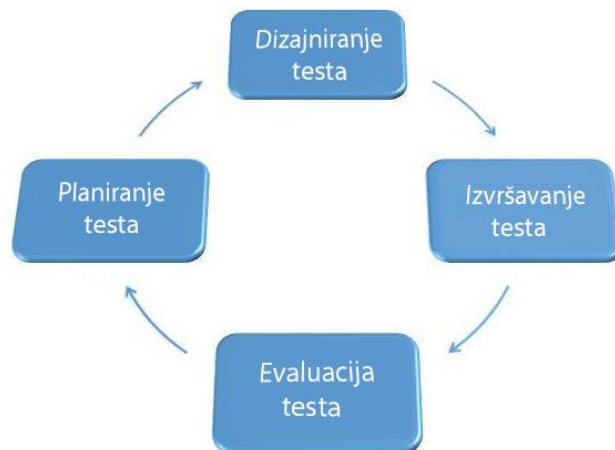 Dizajniranje
testa
Izvršavanje
testa
Evaluacija
testa
Planiranje
testa